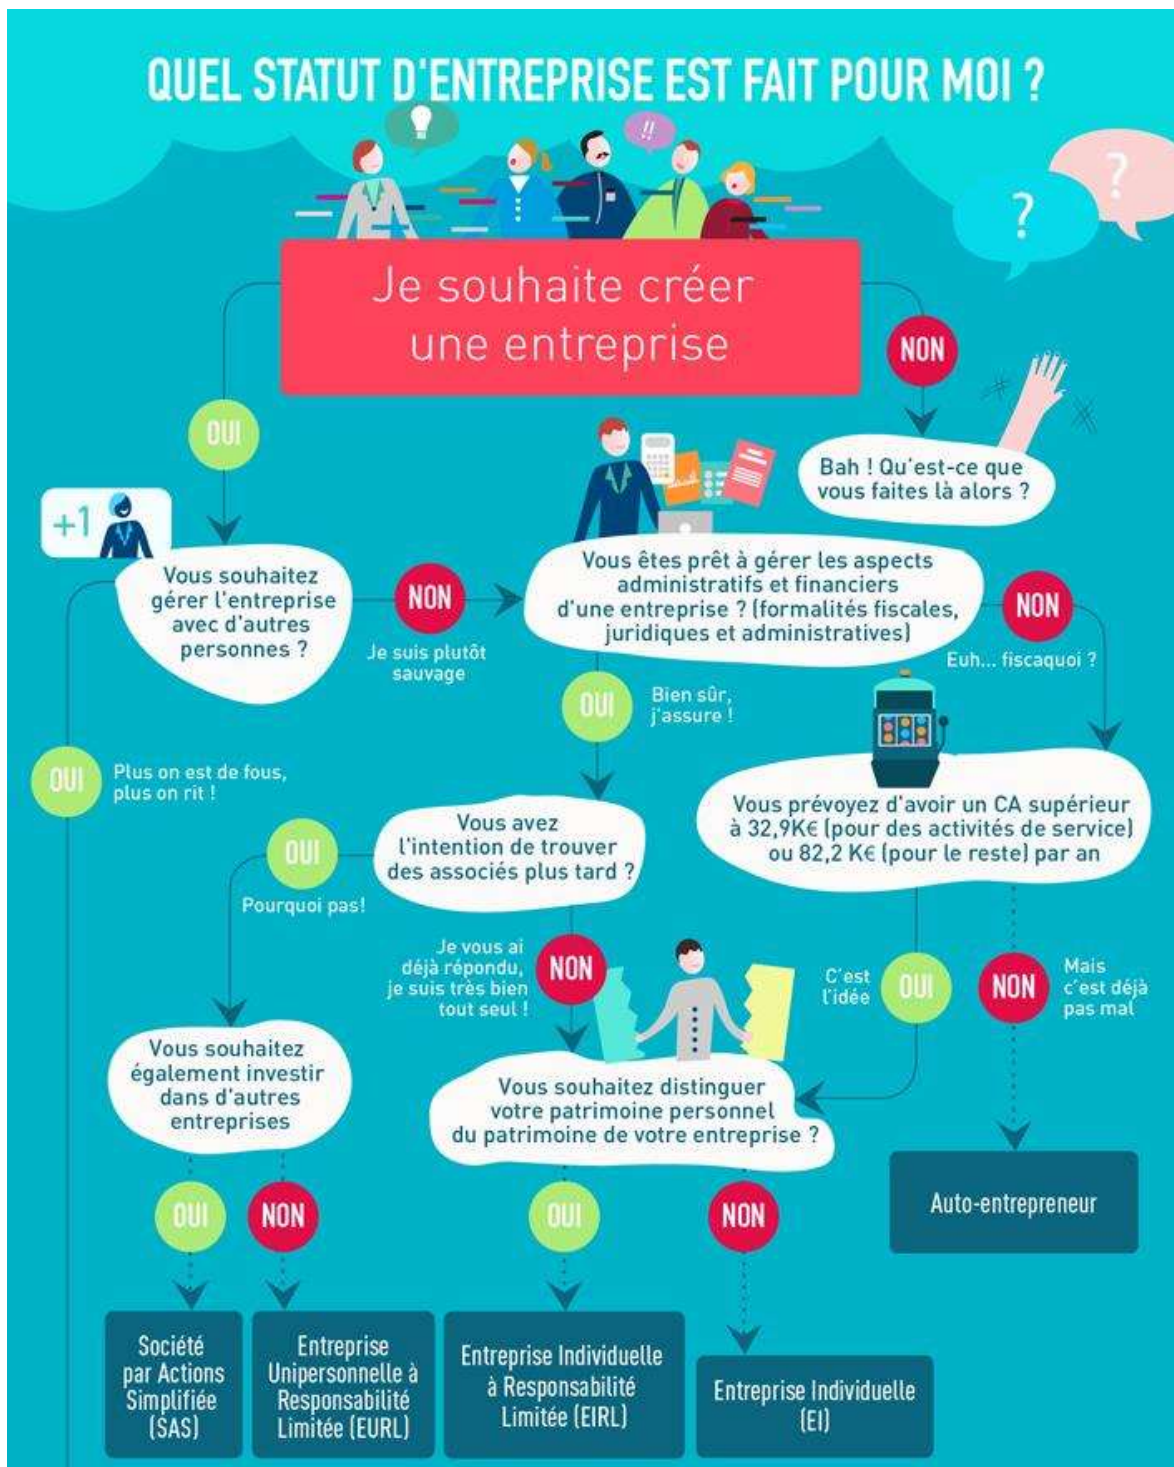 QUEL STATUT D'ENTREPRISE EST FAIT POUR MOI ?
!!
?
?
Je souhaite créer
une entreprise
NON
OUI
Bah ! Qu'est-ce que
vous faites là alors ?
+1
Vous souhaitez
gérer l'entreprise
avec d'autres
personnes ?
NON
Je suis plutôt
sauvage
Vous êtes prêt à gérer les aspects
administratifs et financiers
d'une entreprise ? (formalités fiscales,
juridiques et administratives)
NON
Euh... fiscaquoi ?
OUI
Bien sûr,
j'assure !
OUI
Plus on est de fous,
plus on rit !
Vous prévoyez d'avoir un CA supérieur
à 32,9K€ (pour des activités de service)
ou 82,2 K€ (pour le reste) par an
Vous avez
l'intention de trouver
des associés plus tard ?
OUI
Pourquoi pas!
Je vous ai
déjà répondu,
je suis très bien
tout seul !
NON
C'est
l'idée
OUI
NON
Mais
c'est déjà
pas mal
Vous souhaitez
également investir
dans d'autres
entreprises
Vous souhaitez distinguer
votre patrimoine personnel
du patrimoine de votre entreprise ?
Auto-entrepreneur
OUI
NON
OUI
NON
Société
par Actions
Simplifiée
(SAS)
Entreprise
Unipersonnelle à
Responsabilité
Limitée (EURL)
Entreprise Individuelle
à Responsabilité
Limitée (EIRL)
Entreprise Individuelle
(EI)